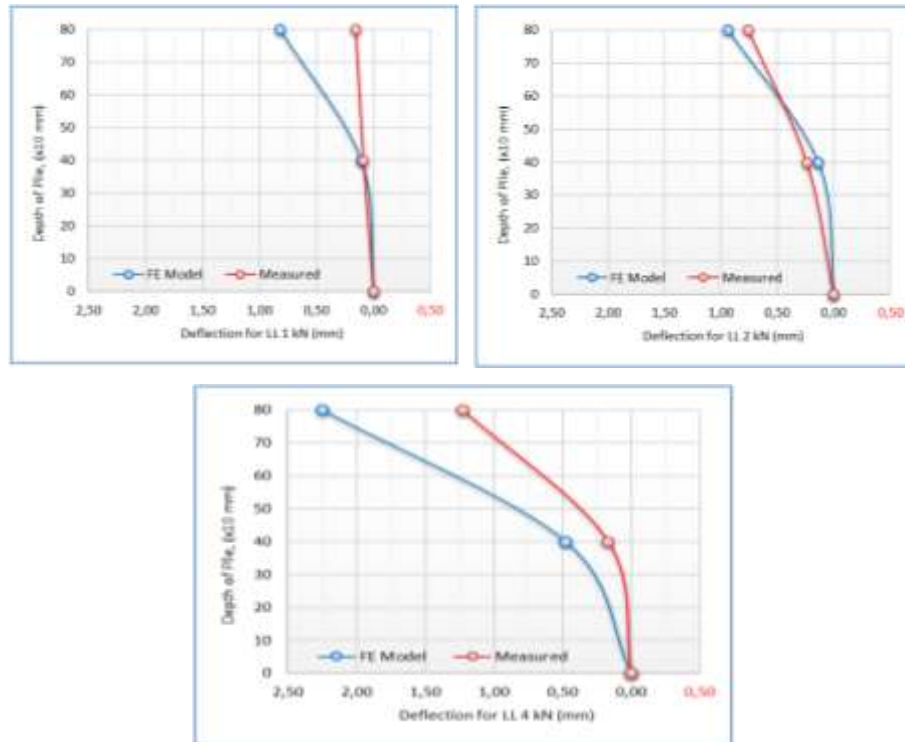 80
70
60
50
40
30
20
10
0
Depth of Pile, (x10 mm)
FE Model Measured
2,50 2,00 1,50 1,00 0,50 0,00 0,50
Deflection for LL 1 kN (mm)
80
70
60
50
40
30
20
10
0
Depth of Pile, (x10 mm)
FE Model Measured
2,50 2,00 1,50 1,00 0,50 0,00 0,50
Deflection for LL 2 kN (mm)
80
70
60
50
40
30
20
10
0
Depth of Pile, (x10 mm)
FE Model Measured
2,50 2,00 1,50 1,00 0,50 0,00 0,50
Deflection for LL 4 kN (mm)